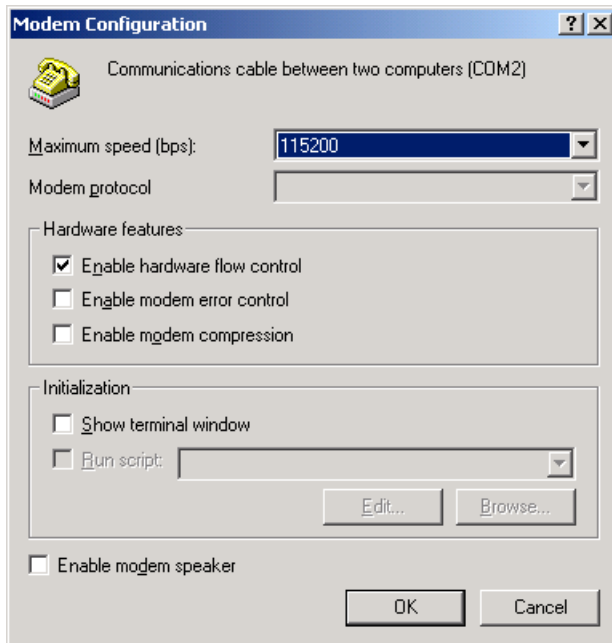 Modem Configuration
Communications cable between two computers (COM2)
Maximum speed (bps): 115200
Modem protocol
Hardware features
Enable hardware flow control
Enable modem error control
Enable modem compression
Initialization
Show terminal window
Run script:
Edit... Browse...
Enable modem speaker
OK Cancel